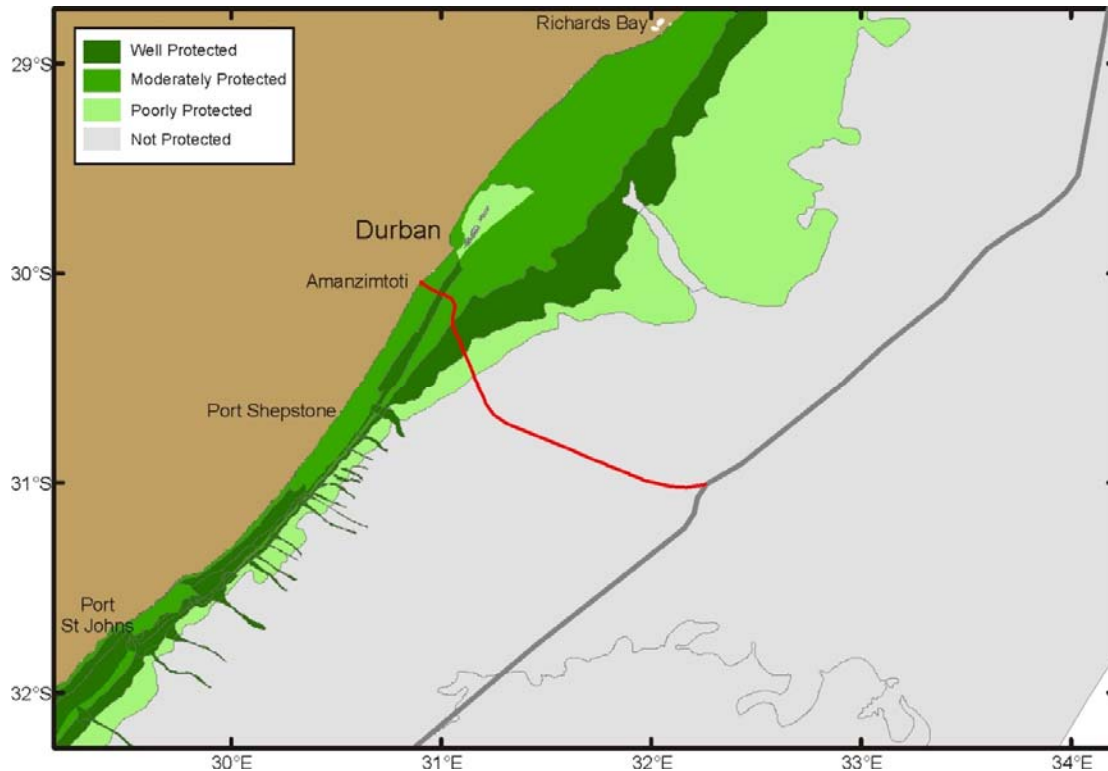 Richards Bay
Well Protected
Moderately Protected
Poorly Protected
Not Protected
29°S
Durban
30°S
Amanzimtoti
Port Shepstone
31°S
Port
St Johns
32°S
30°E
31°E
32°E
33°E
34°E